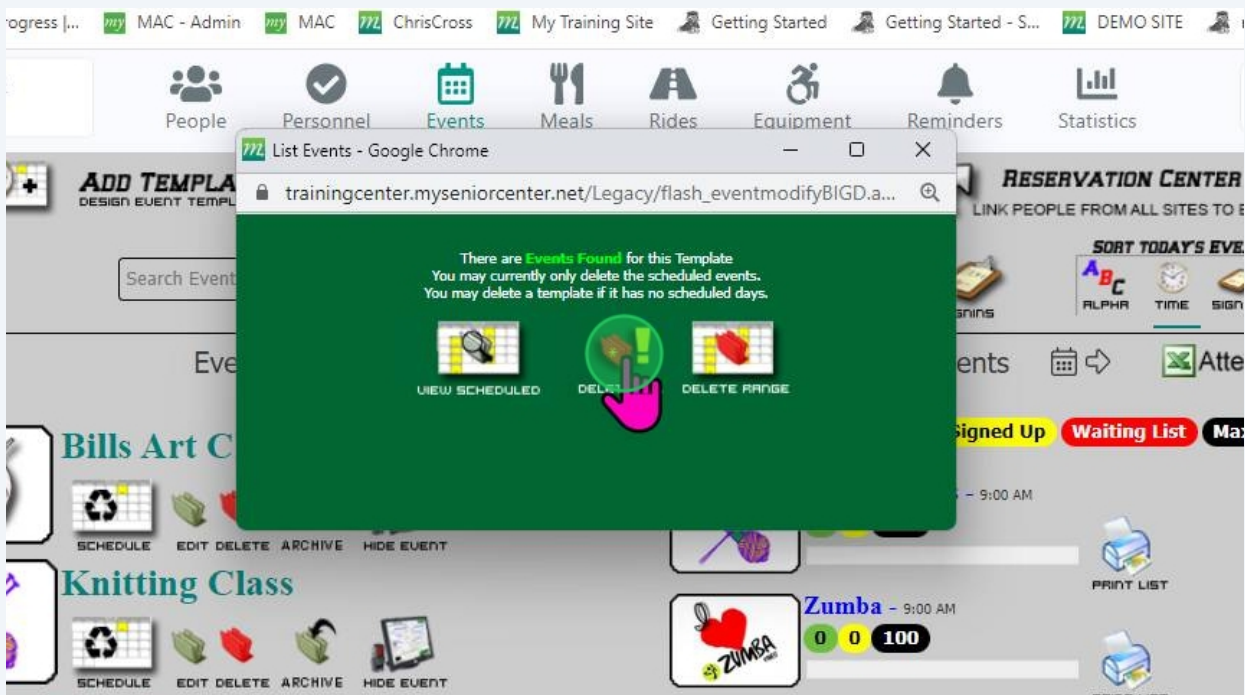 rogress |...
my MAC - Admin
my MAC
ChrisCross
My Training Site
Getting Started
Getting Started - S...
DEMO SITE
People
Personnel
Events
Meals
Rides
Equipment
Reminders
Statistics
List Events - Google Chrome
trainingcenter.myseniorcenter.net/Legacy/flash_eventmodifyBIGD.a...
ADD TEMPLA
DESIGN EVENT TEMPL
RESERVATION CENTER
LINK PEOPLE FROM ALL SITES TO E
Search Event
SORT TODAY'S EVE
ABC
ALPHA
TIME
SIGN
SIGNINS
There are Events Found for this Template
You may currently only delete the scheduled events.
You may delete a template if it has no scheduled days.
VIEW SCHEDULED
DELETE RANGE
Eve
ents
Atte
Signed Up
Waiting List
Max
Bills Art C
- 9:00 AM
SCHEDULE
EDIT
DELETE
ARCHIVE
HIDE EVENT
PRINT LIST
Knitting Class
SCHEDULE
EDIT
DELETE
ARCHIVE
HIDE EVENT
Zumba - 9:00 AM
0 0 100
ZUMBA